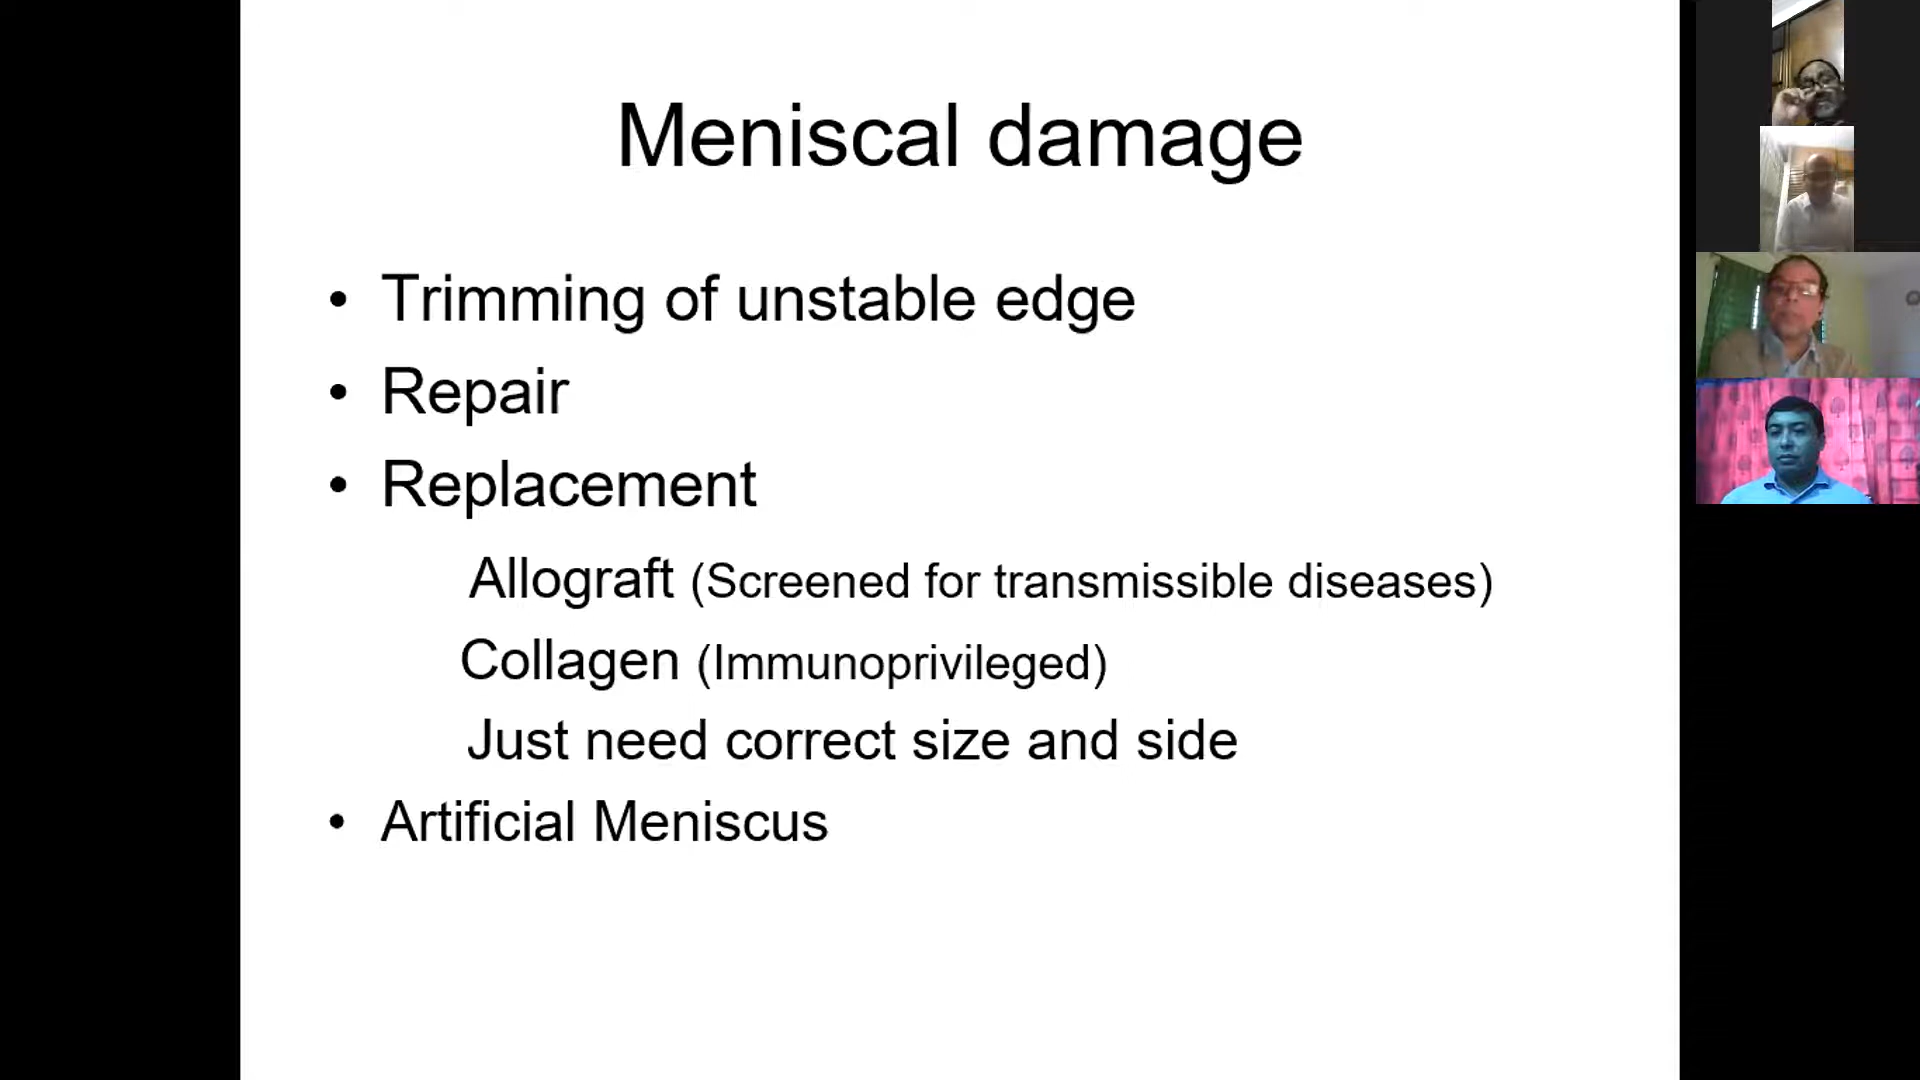 Meniscal damage
• Trimming of unstable edge
• Repair
• Replacement
Allograft (Screened for transmissible diseases)
Collagen (Immunoprivileged)
Just need correct size and side
• Artificial Meniscus